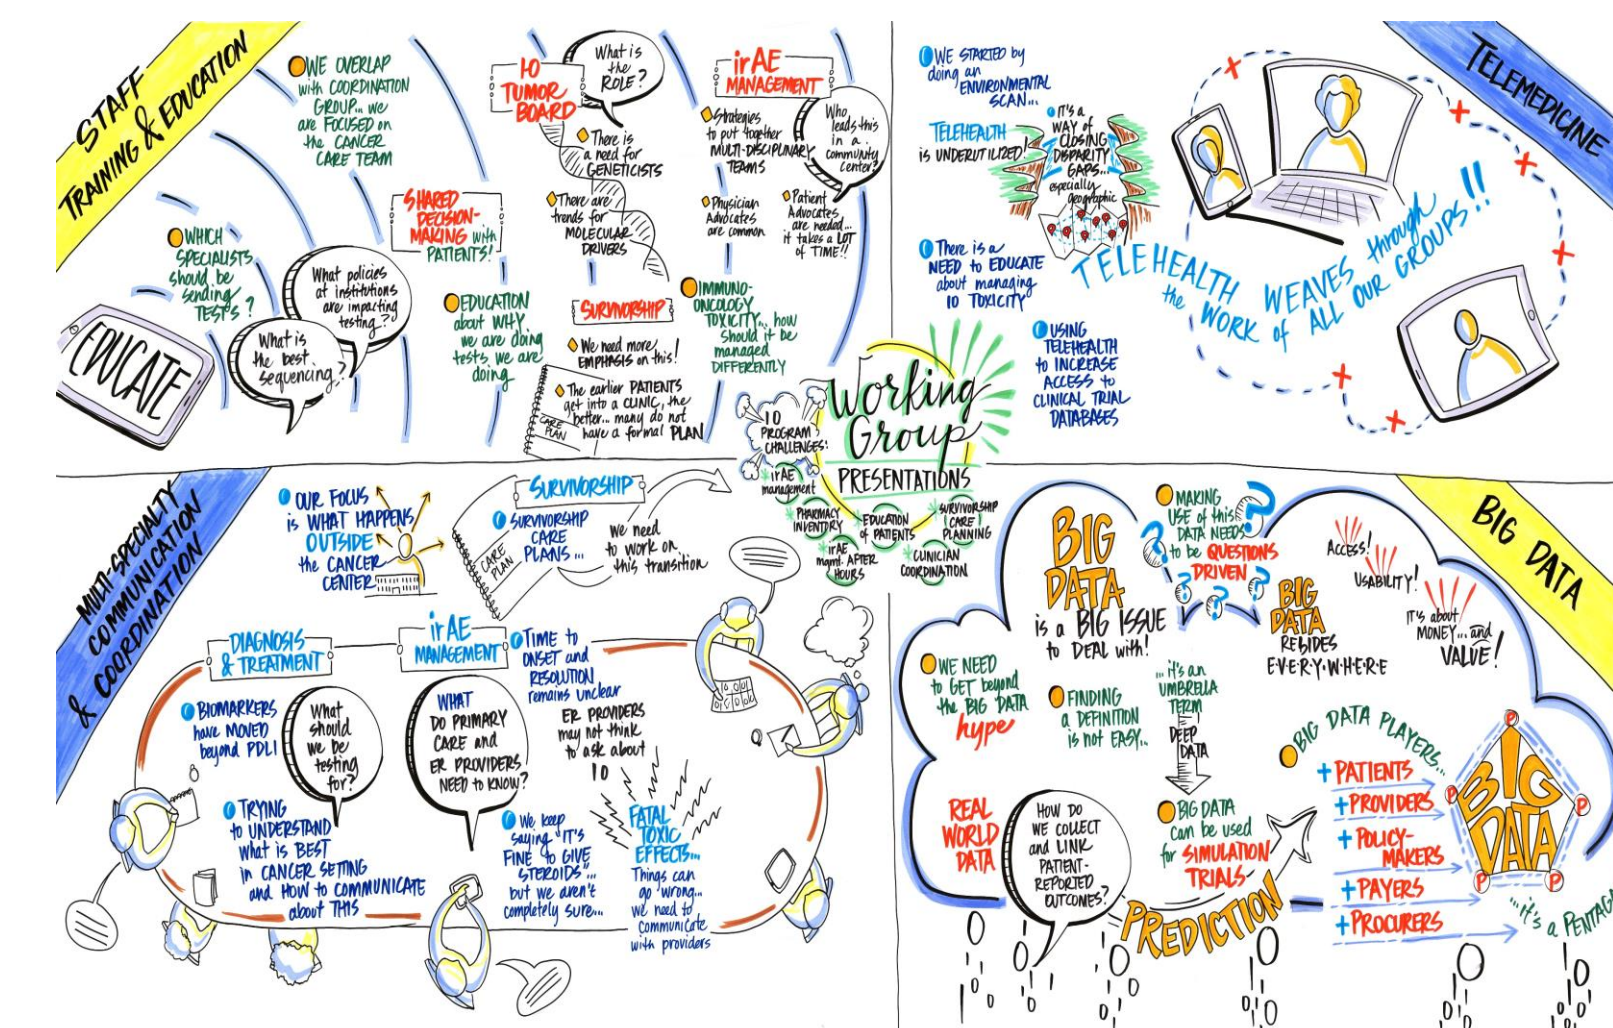 STAFF
TRAINING & EDUCATION
WE OVERLAP
with COORDINATION
GROUP... we
are FOCUSED on
the CANCER
CARE TEAM
WHICH
SPECIALISTS
should be
sending
TESTS?
EDUCATE
What policies
at institutions
are impacting
testing?
What is
the best
sequencing?
SHARED
DECISION-
MAKING with
PATIENTS!
EDUCATION
about WHY
we are doing
tests we are
doing
IO
TUMOR
BOARD
What is
the
ROLE?
There is
a need for
GENETICISTS
There are
trends for
MOLECULAR
DRIVERS
SURVIVORSHIP
We need more
EMPHASIS on this!
The earlier PATIENTS
get into a CLINIC, the
better... many do not
have a formal PLAN
CARE
PLAN
irAE
MANAGEMENT
Strategies
to put together
MULTI-DISCIPLINARY
TEAMS
Who
leads this
in a
community
center?
Physician
Advocates
are common
Patient
Advocates
are needed...
it takes a LOT
of TIME!!
IMMUNO-
ONCOLOGY
TOXICITY... how
should it be
managed
DIFFERENTLY
TELEMEDICINE
WE STARTED by
doing an
ENVIRONMENTAL
SCAN...
TELEHEALTH
is UNDERUTILIZED!
IT'S a
WAY of
CLOSING
DISPARITY
GAPS...
especially
geographic
There is a
NEED to EDUCATE
about managing
IO TOXICITY
USING
TELEHEALTH
to INCREASE
ACCESS to
CLINICAL TRIAL
DATABASES
TELEHEALTH WEAVES through
the WORK of ALL OUR GROUPS!!
Working
Group
PRESENTATIONS
IO
PROGRAM
CHALLENGES:
irAE
management
PHARMACY
INVENTORY
EDUCATION
of PATIENTS
SURVIVORSHIP
CARE
PLANNING
irAE
mgmt. AFTER
HOURS
CLINICIAN
COORDINATION
MULTI-SPECIALTY
COMMUNICATION
& COORDINATION
OUR FOCUS
is WHAT HAPPENS
OUTSIDE
the CANCER
CENTER
SURVIVORSHIP
CARE
PLAN
SURVIVORSHIP
CARE
PLANS...
We need
to work on
this transition
DIAGNOSIS
& TREATMENT
BIOMARKERS
have MOVED
beyond PDL1
What
should
we be
testing
for?
TRYING
to UNDERSTAND
what is BEST
in CANCER SETTING
and HOW to COMMUNICATE
about THIS
irAE
MANAGEMENT
WHAT
DO PRIMARY
CARE and
ER PROVIDERS
NEED to KNOW?
TIME to
ONSET and
RESOLUTION
remains unclear
ER PROVIDERS
may not think
to ask about
IO
We keep
saying "IT'S
FINE to GIVE
STEROIDS"...
but we aren't
completely sure...
FATAL
TOXIC
EFFECTS...
Things can
go wrong...
we need to
communicate
with providers
BIG DATA
BIG
DATA
is a BIG ISSUE
to DEAL with!
MAKING
USE of this
DATA NEEDS
to be QUESTIONS
DRIVEN
BIG
DATA
RESIDES
E·V·E·R·Y·W·H·E·R·E
ACCESS!
USABILITY!
IT'S about
MONEY... and
VALUE!
WE NEED
to GET beyond
the BIG DATA
hype
FINDING
a DEFINITION
is not EASY...
... it's an
UMBRELLA
TERM
DEEP
DATA
REAL
WORLD
DATA
HOW DO
WE COLLECT
and LINK
PATIENT-
REPORTED
OUTCOMES?
BIG DATA
can be used
for SIMULATION
TRIALS
PREDICTION
BIG DATA PLAYERS...
+ PATIENTS
+ PROVIDERS
+ POLICY-
MAKERS
+ PAYERS
+ PROCURERS
P
P
P
P
P
BIG
DATA
...it's a